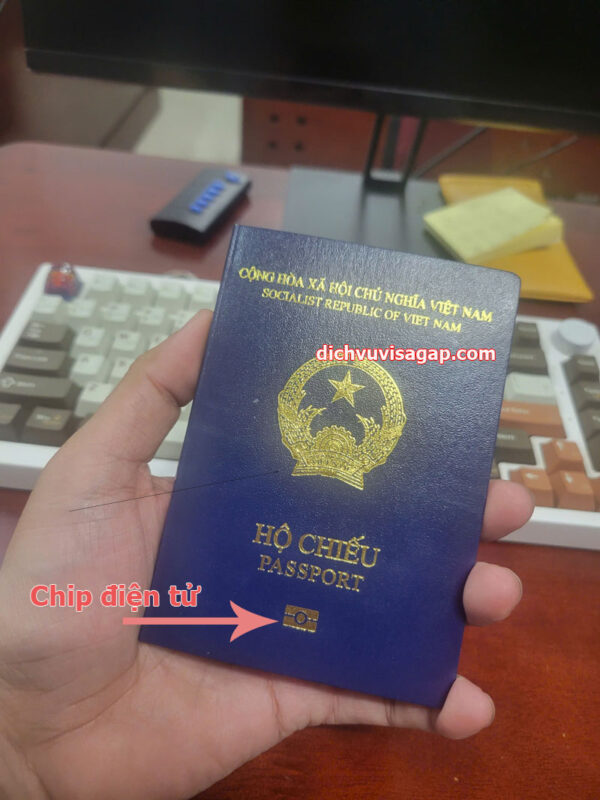 CỘNG HÒA XÃ HỘI CHỦ NGHĨA VIỆT NAM
SOCIALIST REPUBLIC OF VIET NAM
dichvuvisagap.com
HỘ CHIẾU
PASSPORT
Chip điện tử